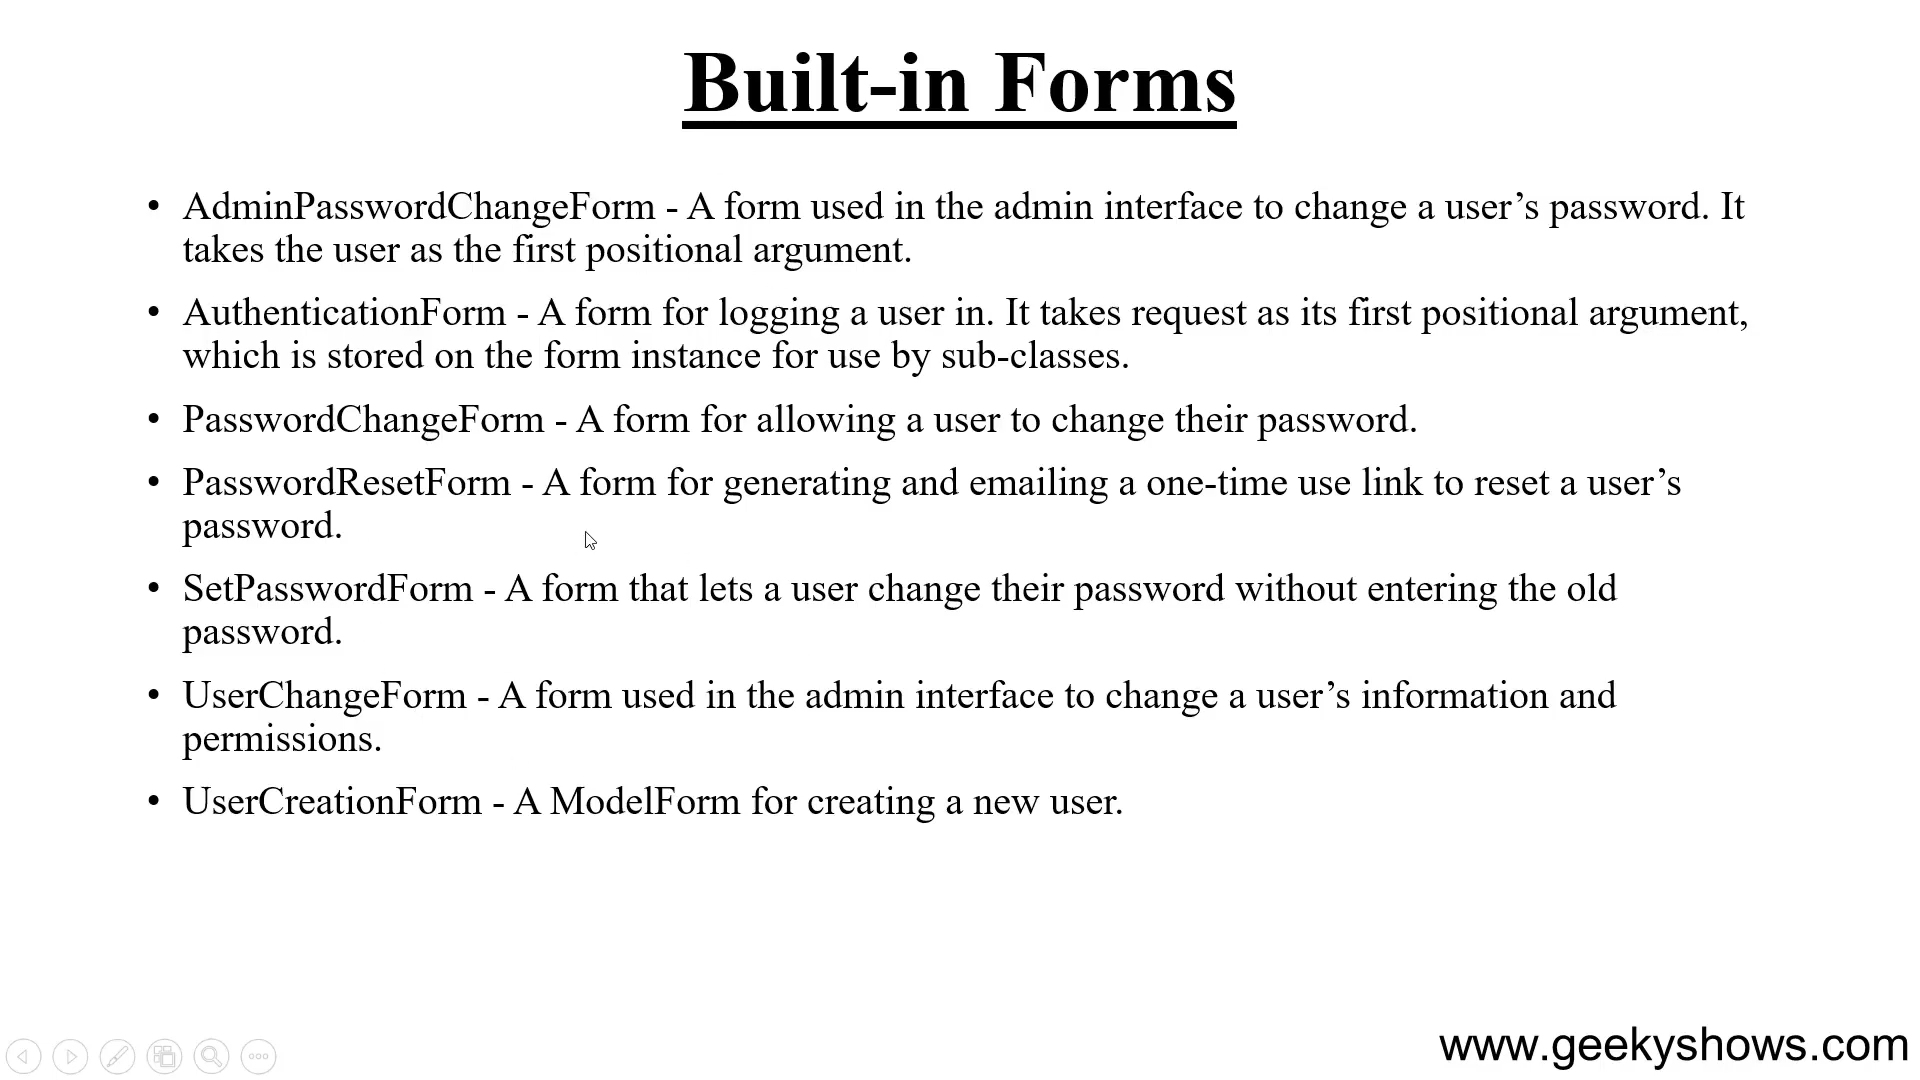 Built-in Forms
• AdminPasswordChangeForm - A form used in the admin interface to change a user’s password. It
takes the user as the first positional argument.
• AuthenticationForm - A form for logging a user in. It takes request as its first positional argument,
which is stored on the form instance for use by sub-classes.
• PasswordChangeForm - A form for allowing a user to change their password.
• PasswordResetForm - A form for generating and emailing a one-time use link to reset a user’s
password.
• SetPasswordForm - A form that lets a user change their password without entering the old
password.
• UserChangeForm - A form used in the admin interface to change a user’s information and
permissions.
• UserCreationForm - A ModelForm for creating a new user.
www.geekyshows.com